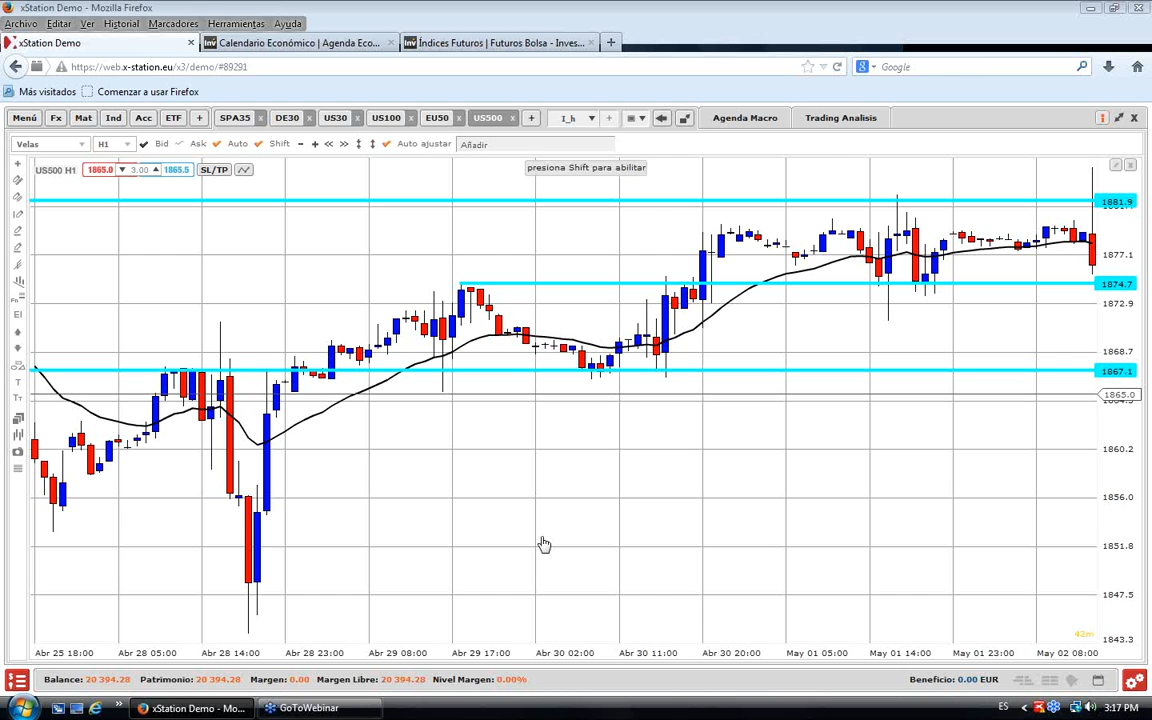 xStation Demo - Mozilla Firefox
Archivo Editar Ver Historial Marcadores Herramientas Ayuda
xStation Demo × Calendario Económico | Agenda Eco... × Índices Futuros | Futuros Bolsa - Inves... × +
https://web.x-station.eu/x3/demo/#89291 Google
Más visitados Comenzar a usar Firefox
Menú Fx Mat Ind Acc ETF + SPA35 x DE30 x US30 x US100 x EU50 x US500 x + I_h Agenda Macro Trading Analisis
Velas H1 Bid Ask Auto Shift - + << >> Auto ajustar Añadir
presiona Shift para abilitar
US500 H1 1865.0 3.00 1865.5 SL/TP
1881.9
1877.1
1874.7
1872.9
1868.7
1867.1
1865.0
1860.2
1856.0
1851.8
1847.5
1843.3
42m
Abr 25 18:00 Abr 28 05:00 Abr 28 14:00 Abr 28 23:00 Abr 29 08:00 Abr 29 17:00 Abr 30 02:00 Abr 30 11:00 Abr 30 20:00 May 01 05:00 May 01 14:00 May 01 23:00 May 02 08:00
Balance: 20 394.28 Patrimonio: 20 394.28 Margen: 0.00 Margen Libre: 20 394.28 Nivel Margen: 0.00% Beneficio: 0.00 EUR
xStation Demo - Mo... GoToWebinar ES 3:17 PM